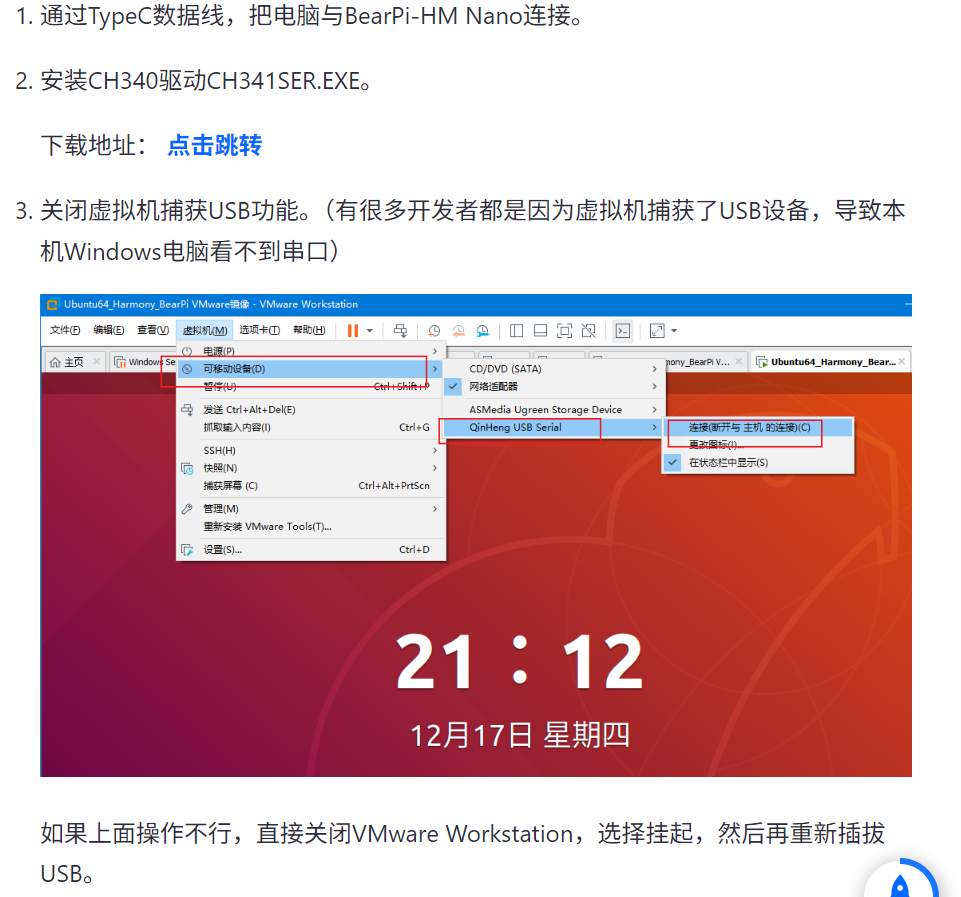 1. 通过TypeC数据线，把电脑与BearPi-HM Nano连接。
2. 安装CH340驱动CH341SER.EXE。
下载地址： 点击跳转
3. 关闭虚拟机捕获USB功能。（有很多开发者都是因为虚拟机捕获了USB设备，导致本
机Windows电脑看不到串口）
Ubuntu64_Harmony_BearPi VMware镜像 - VMware Workstation
文件(F) 编辑(E) 查看(V) 虚拟机(M) 选项卡(T) 帮助(H)
主页 Windows Se mony_BearPi V... Ubuntu64_Harmony_Bear...
电源(P)
可移动设备(D)
暂停(U) Ctrl+Shift+P
发送 Ctrl+Alt+Del(E)
抓取输入内容(I) Ctrl+G
SSH(H)
快照(N)
捕获屏幕 (C) Ctrl+Alt+PrtScn
管理(M)
重新安装 VMware Tools(T)...
设置(S)... Ctrl+D
CD/DVD (SATA)
网络适配器
ASMedia Ugreen Storage Device
QinHeng USB Serial
连接(断开与 主机 的连接)(C)
更改图标(I)...
在状态栏中显示(S)
21：12
12月17日 星期四
如果上面操作不行，直接关闭VMware Workstation，选择挂起，然后再重新插拔
USB。